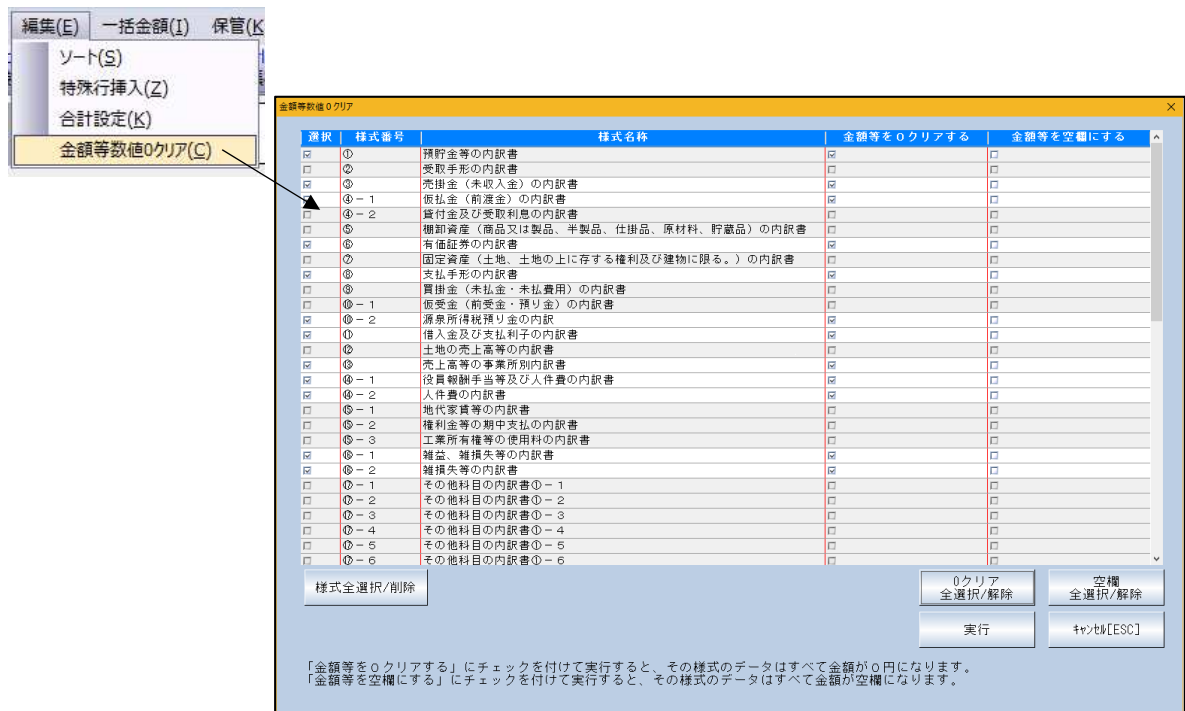 編集(E) 一括金額(I) 保管(K
ソート(S)
特殊行挿入(Z)
合計設定(K)
金額等数値0クリア(C)
金額等数値0クリア
選択 様式番号 様式名称 金額等を0クリアする 金額等を空欄にする
① 預貯金等の内訳書
② 受取手形の内訳書
③ 売掛金（未収入金）の内訳書
④－1 仮払金（前渡金）の内訳書
④－2 貸付金及び受取利息の内訳書
⑤ 棚卸資産（商品又は製品、半製品、仕掛品、原材料、貯蔵品）の内訳書
⑥ 有価証券の内訳書
⑦ 固定資産（土地、土地の上に存する権利及び建物に限る。）の内訳書
⑧ 支払手形の内訳書
⑨ 買掛金（未払金・未払費用）の内訳書
⑩－1 仮受金（前受金・預り金）の内訳書
⑩－2 源泉所得税預り金の内訳
⑪ 借入金及び支払利子の内訳書
⑫ 土地の売上高等の内訳書
⑬ 売上高等の事業所別内訳書
⑭－1 役員報酬手当等及び人件費の内訳書
⑭－2 人件費の内訳書
⑮－1 地代家賃等の内訳書
⑮－2 権利金等の期中支払の内訳書
⑮－3 工業所有権等の使用料の内訳書
⑯－1 雑益、雑損失等の内訳書
⑯－2 雑損失等の内訳書
⑰－1 その他科目の内訳書①－1
⑰－2 その他科目の内訳書①－2
⑰－3 その他科目の内訳書①－3
⑰－4 その他科目の内訳書①－4
⑰－5 その他科目の内訳書①－5
⑰－6 その他科目の内訳書①－6
様式全選択/削除
0クリア
全選択/解除
空欄
全選択/解除
実行
ｷｬﾝｾﾙ[ESC]
「金額等を0クリアする」にチェックを付けて実行すると、その様式のデータはすべて金額が0円になります。
「金額等を空欄にする」にチェックを付けて実行すると、その様式のデータはすべて金額が空欄になります。